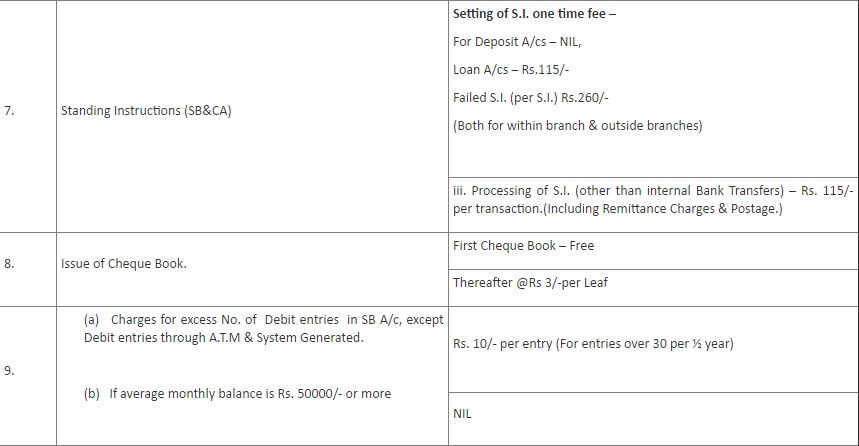 Setting of S.I. one time fee –
For Deposit A/cs – NIL,
Loan A/cs – Rs.115/-
Failed S.I. (per S.I.) Rs.260/-
7.
Standing Instructions (SB&CA)
(Both for within branch & outside branches)
iii. Processing of S.I. (other than internal Bank Transfers) – Rs. 115/-
per transaction.(Including Remittance Charges & Postage.)
8.
Issue of Cheque Book.
First Cheque Book – Free
Thereafter @Rs 3/-per Leaf
9.
(a) Charges for excess No. of Debit entries in SB A/c, except
Debit entries through A.T.M & System Generated.
Rs. 10/- per entry (For entries over 30 per ½ year)
(b) If average monthly balance is Rs. 50000/- or more
NIL